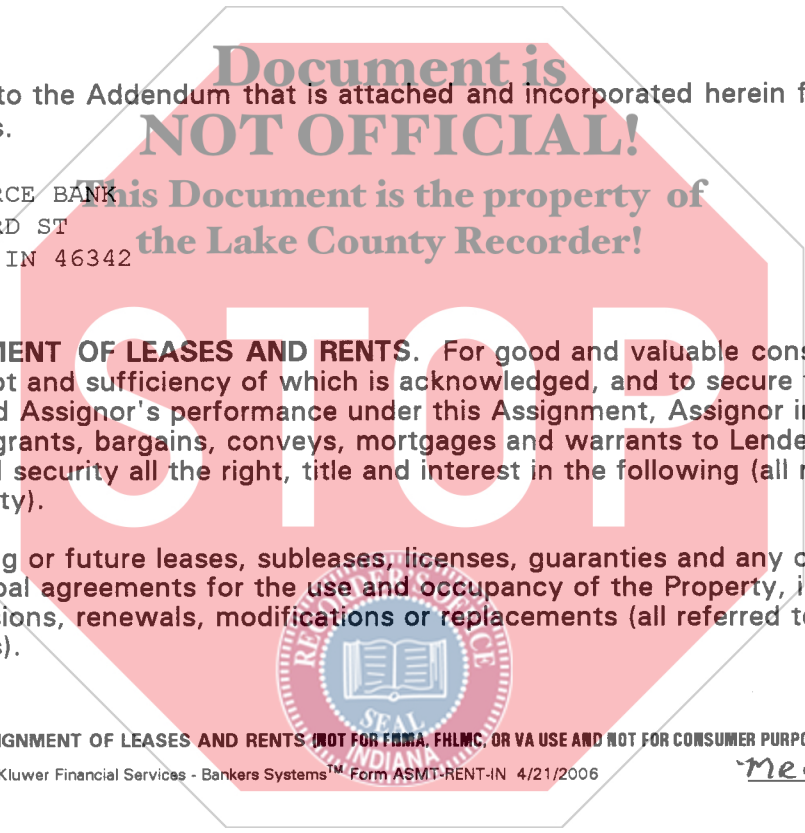 Document is
to the Addendum that is attached and incorporated herein f
s.
NOT OFFICIAL!
This Document is the property of
the Lake County Recorder!
RCE BANK
RD ST
IN 46342
STOP
MENT OF LEASES AND RENTS. For good and valuable cons
pt and sufficiency of which is acknowledged, and to secure
d Assignor's performance under this Assignment, Assignor i
grants, bargains, conveys, mortgages and warrants to Lende
l security all the right, title and interest in the following (all r
ty).
g or future leases, subleases, licenses, guaranties and any o
bal agreements for the use and occupancy of the Property, i
sions, renewals, modifications or replacements (all referred to
s).
RECORDER'S OFFICE
SEAL
INDIANA
IGNMENT OF LEASES AND RENTS (NOT FOR FNMA, FHLMC, OR VA USE AND NOT FOR CONSUMER PURPO
Kluwer Financial Services - Bankers Systems™ Form ASMT-RENT-IN 4/21/2006